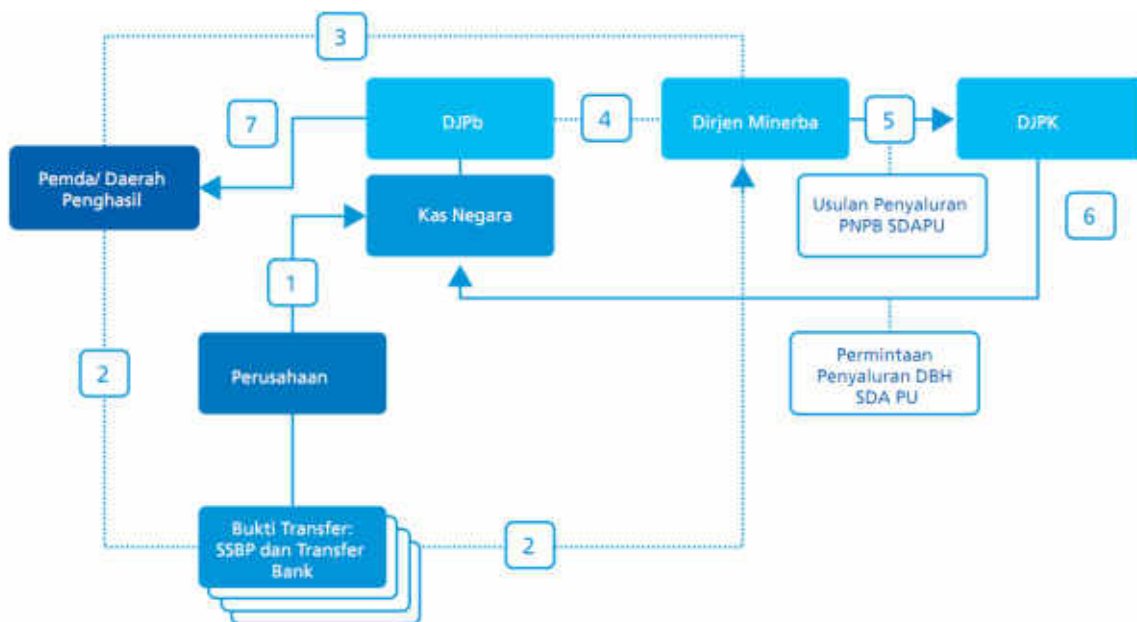 3
7
DJPb
4
Dirjen Minerba
5
DJPK
Pemda/ Daerah
Penghasil
Kas Negara
Usulan Penyaluran
PNPB SDAPU
6
1
2
Perusahaan
Permintaan
Penyaluran DBH
SDA PU
Bukti Transfer:
SSBP dan Transfer
Bank
2